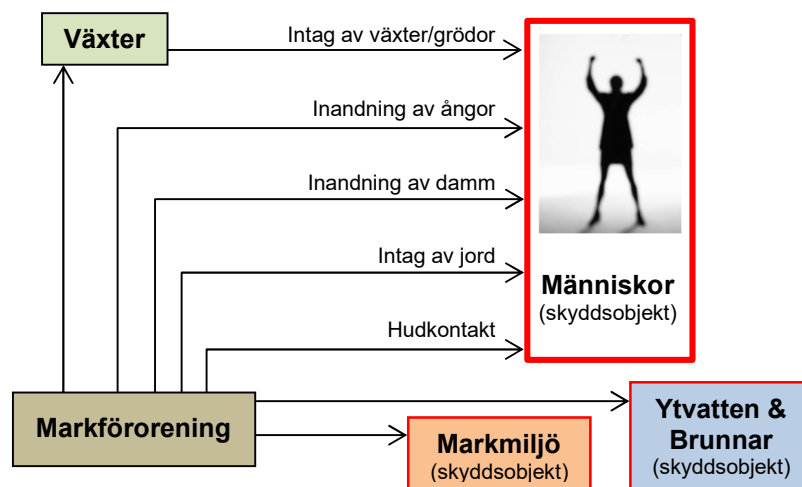 Växter
Intag av växter/grödor
Inandning av ångor
Inandning av damm
Intag av jord
Människor
(skyddsobjekt)
Hudkontakt
Markförorening
Ytvatten &
Brunnar
(skyddsobjekt)
Markmiljö
(skyddsobjekt)